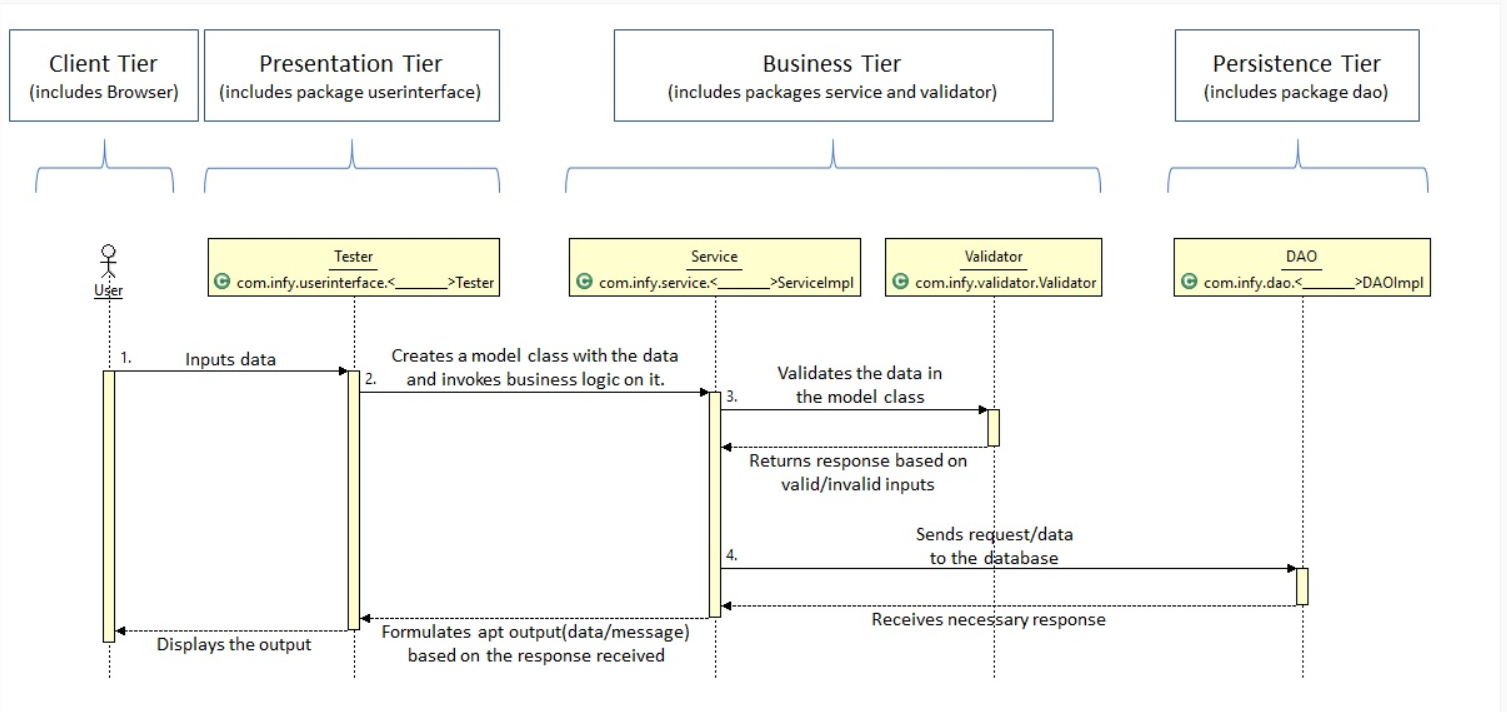 Client Tier
(includes Browser)
Presentation Tier
(includes package userinterface)
Business Tier
(includes packages service and validator)
Persistence Tier
(includes package dao)
User
Tester
com.infy.userinterface.<______>Tester
Service
com.infy.service.<______>ServiceImpl
Validator
com.infy.validator.Validator
DAO
com.infy.dao.<______>DAOImpl
1.
Inputs data
2.
Creates a model class with the data
and invokes business logic on it.
3.
Validates the data in
the model class
Returns response based on
valid/invalid inputs
4.
Sends request/data
to the database
Receives necessary response
Formulates apt output(data/message)
based on the response received
Displays the output